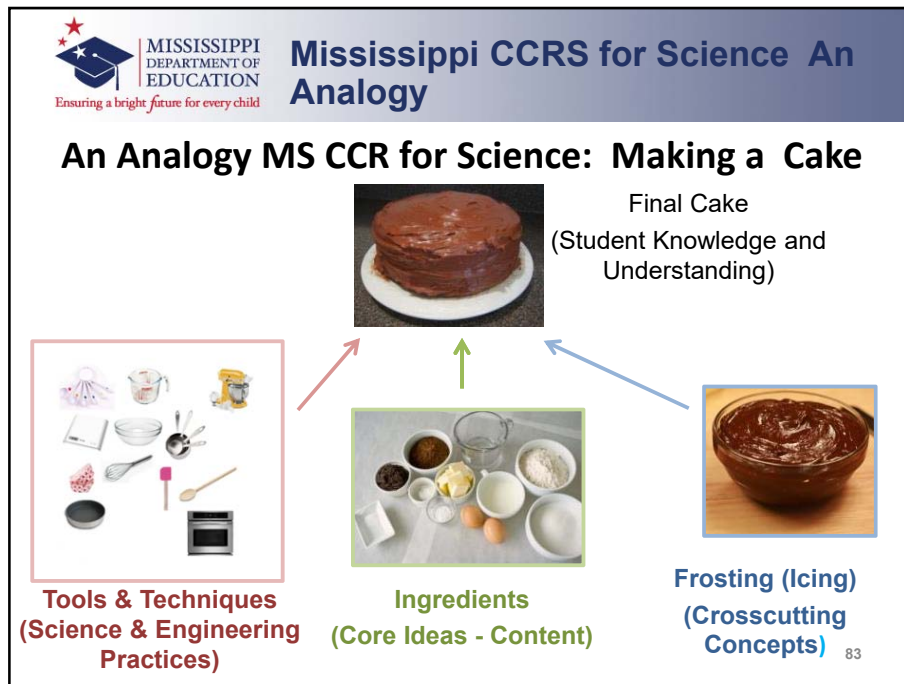 MISSISSIPPI
DEPARTMENT OF
EDUCATION
Ensuring a bright future for every child
Mississippi CCRS for Science An
Analogy
An Analogy MS CCR for Science: Making a Cake
Final Cake
(Student Knowledge and
Understanding)
Tools & Techniques
(Science & Engineering
Practices)
Ingredients
(Core Ideas - Content)
Frosting (Icing)
(Crosscutting
Concepts)
83